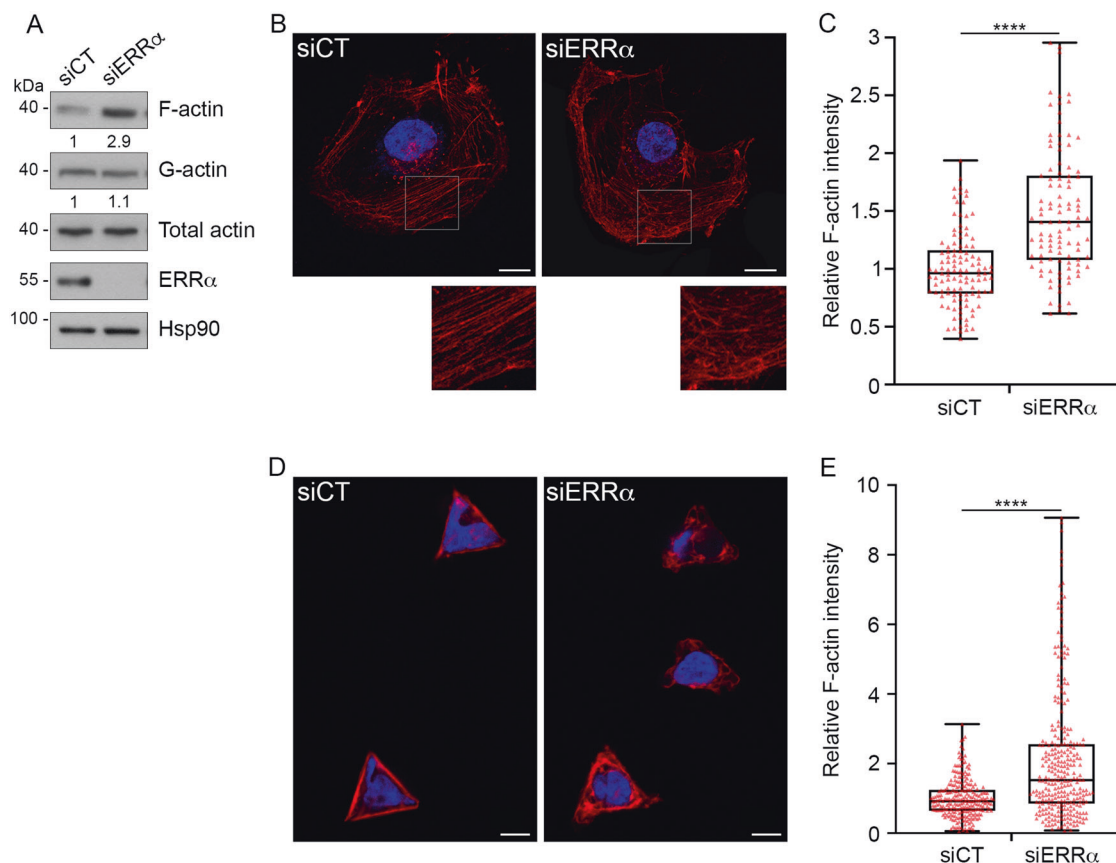 A
siCT
siERRα
kDa
40 -
F-actin
1
2.9
40 -
G-actin
1
1.1
40 -
Total actin
55 -
ERRα
100 -
Hsp90
B
siCT
siERRα
C
****
Relative F-actin intensity
3
2.5
2
1.5
1
0.5
0
siCT
siERRα
D
siCT
siERRα
E
****
Relative F-actin intensity
10
8
6
4
2
0
siCT
siERRα